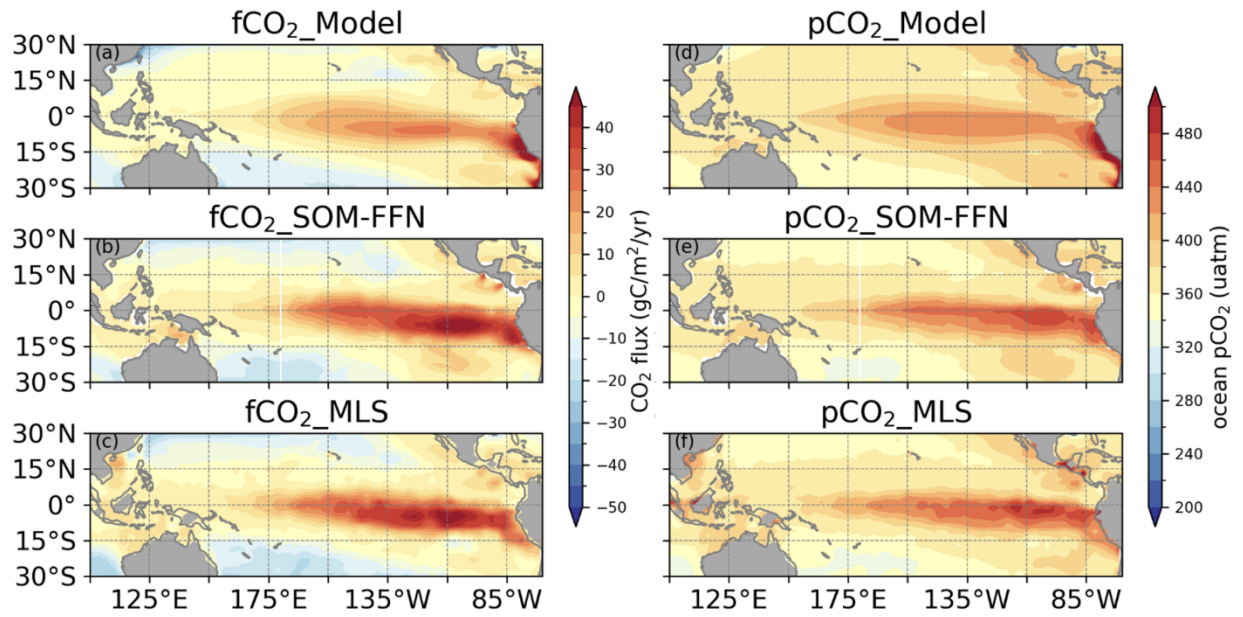 fCO₂_Model
(a)
30°N
15°N
0°
15°S
30°S
fCO₂_SOM-FFN
(b)
30°N
15°N
0°
15°S
30°S
fCO₂_MLS
(c)
30°N
15°N
0°
15°S
30°S
125°E 175°E 135°W 85°W
40
30
20
10
0
−10
−20
−30
−40
−50
CO₂ flux (gC/m²/yr)
pCO₂_Model
(d)
pCO₂_SOM-FFN
(e)
pCO₂_MLS
(f)
125°E 175°E 135°W 85°W
480
440
400
360
320
280
240
200
ocean pCO₂ (uatm)